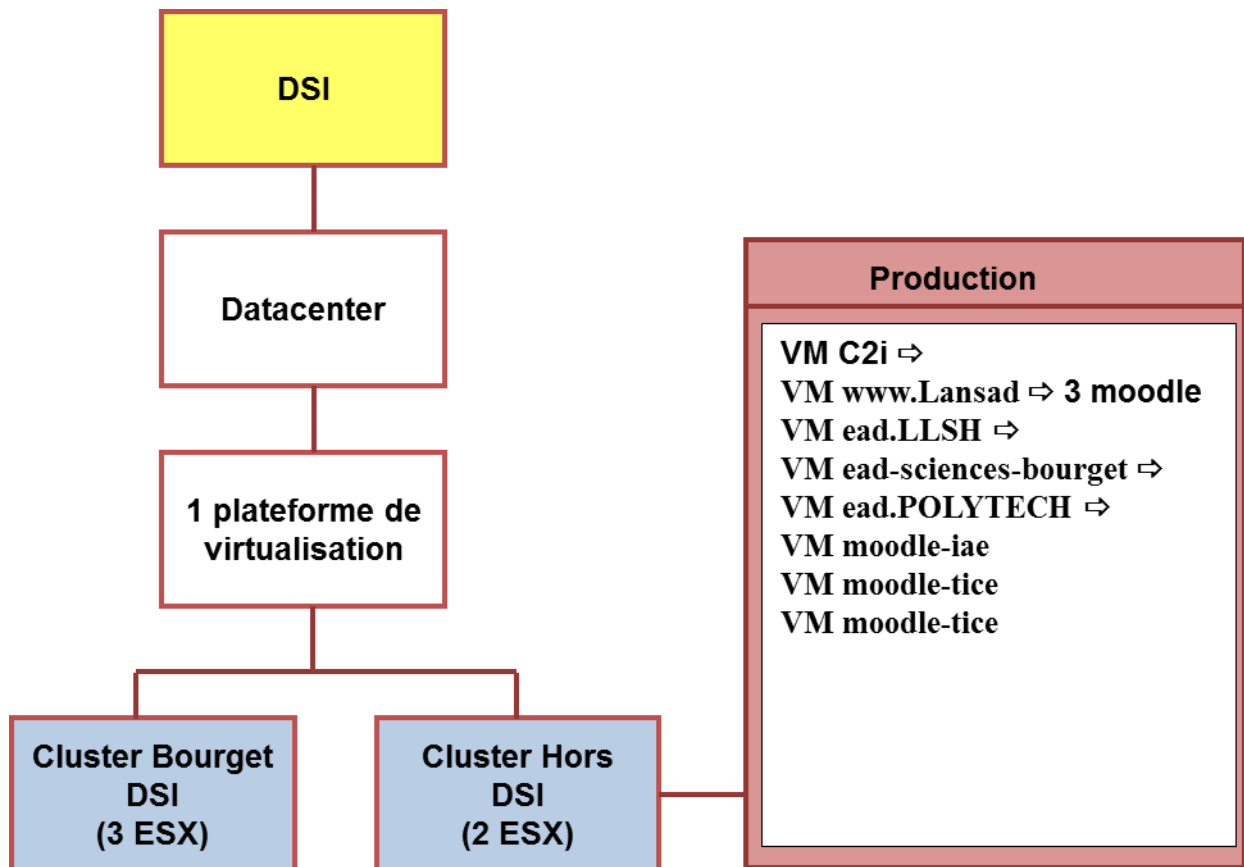 DSI
Datacenter
1 plateforme de
virtualisation
Cluster Bourget
DSI
(3 ESX)
Cluster Hors
DSI
(2 ESX)
Production
VM C2i ⇨
VM www.Lansad ⇨ 3 moodle
VM ead.LLSH ⇨
VM ead-sciences-bourget ⇨
VM ead.POLYTECH ⇨
VM moodle-iae
VM moodle-tice
VM moodle-tice